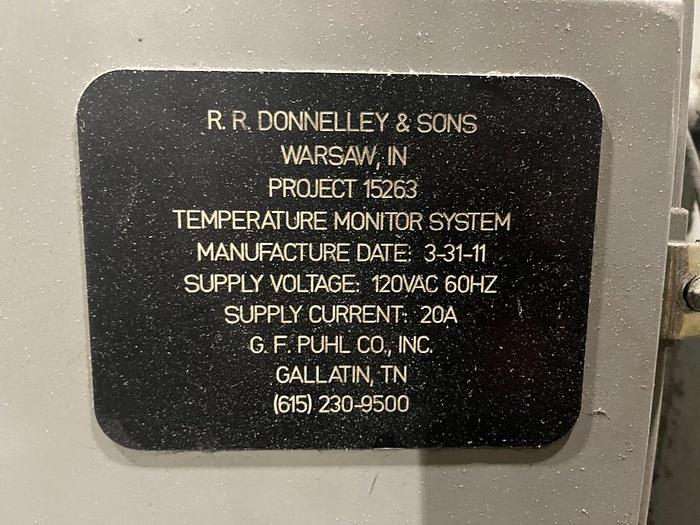 R. R. DONNELLEY & SONS
WARSAW, IN
PROJECT 15263
TEMPERATURE MONITOR SYSTEM
MANUFACTURE DATE: 3-31-11
SUPPLY VOLTAGE: 120VAC 60HZ
SUPPLY CURRENT: 20A
G. F. PUHL CO., INC.
GALLATIN, TN
(615) 230-9500